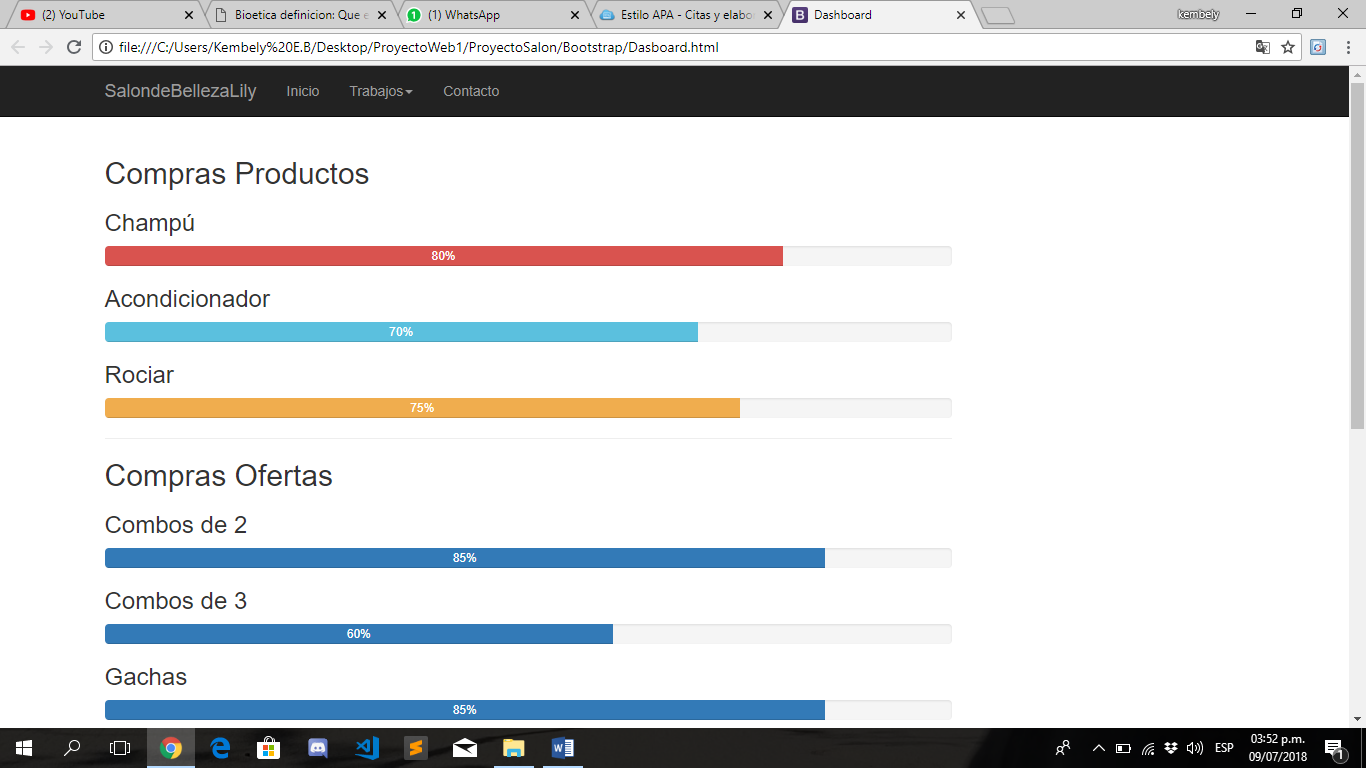 (2) YouTube
Bioetica definicion: Que e
(1) WhatsApp
Estilo APA - Citas y elabo
Dashboard
kembely
file:///C:/Users/Kembely%20E.B/Desktop/ProyectoWeb1/ProyectoSalon/Bootstrap/Dasboard.html
SalondeBellezaLily Inicio Trabajos Contacto
Compras Productos
Champú
80%
Acondicionador
70%
Rociar
75%
Compras Ofertas
Combos de 2
85%
Combos de 3
60%
Gachas
85%
ESP
03:52 p.m.
09/07/2018
1